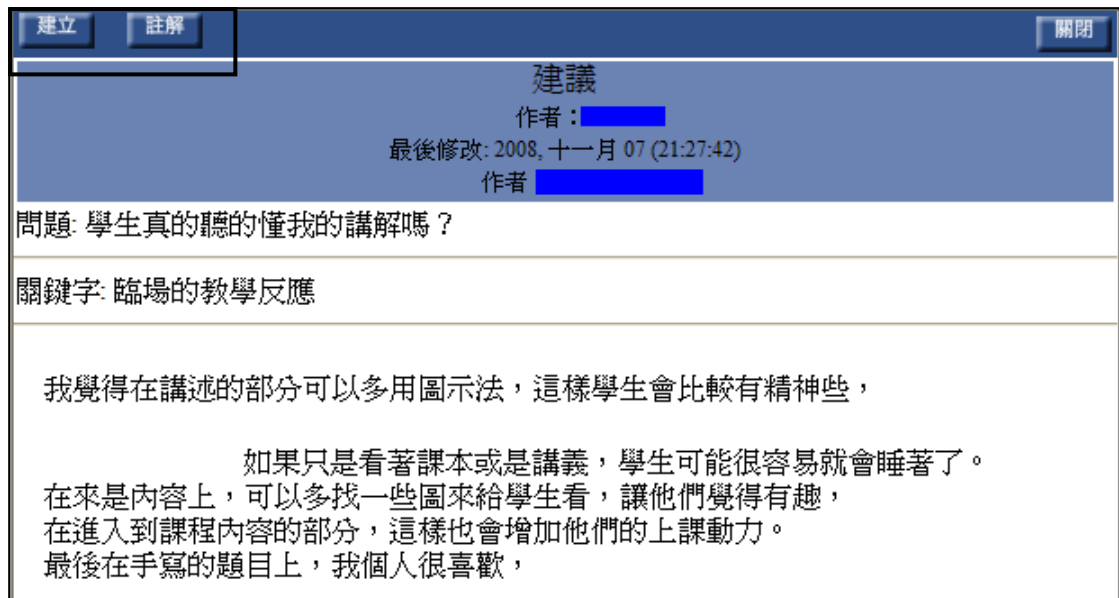 建立 註解 關閉
建議
作者：
最後修改: 2008, 十一月 07 (21:27:42)
作者
問題: 學生真的聽的懂我的講解嗎？
關鍵字: 臨場的教學反應
我覺得在講述的部分可以多用圖示法，這樣學生會比較有精神些，
如果只是看著課本或是講義，學生可能很容易就會睡著了。
在來是內容上，可以多找一些圖來給學生看，讓他們覺得有趣，
在進入到課程內容的部分，這樣也會增加他們的上課動力。
最後在手寫的題目上，我個人很喜歡，